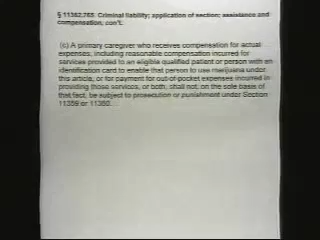 § 11362.765. Criminal liability; application of section; assistance and
compensation, con't.
(c) A primary caregiver who receives compensation for actual
expenses, including reasonable compensation incurred for
services provided to an eligible qualified patient or person with an
identification card to enable that person to use marijuana under
this article, or for payment for out-of-pocket expenses incurred in
providing those services, or both, shall not, on the sole basis of
that fact, be subject to prosecution or punishment under Section
11359 or 11360.